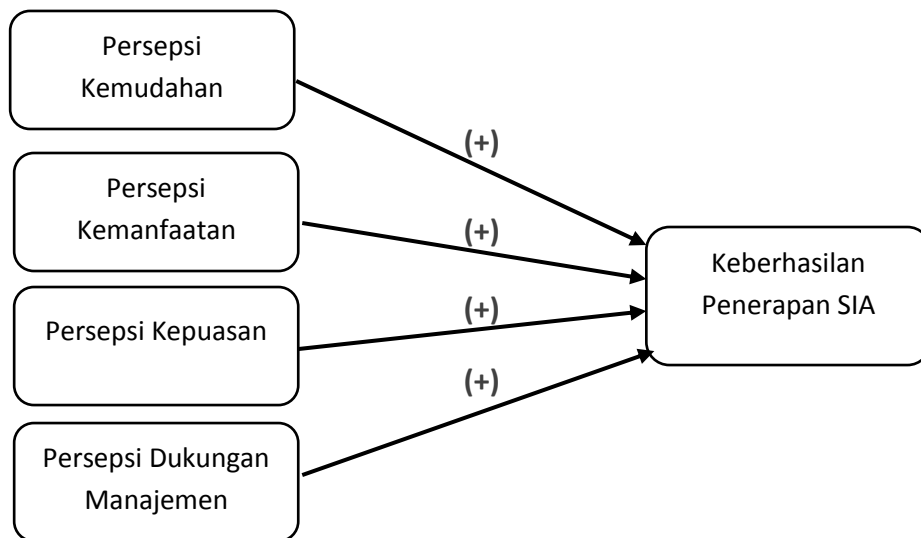 Persepsi
Kemudahan
(+)
Persepsi
Kemanfaatan
(+)
Keberhasilan
Penerapan SIA
Persepsi Kepuasan
(+)
(+)
Persepsi Dukungan
Manajemen